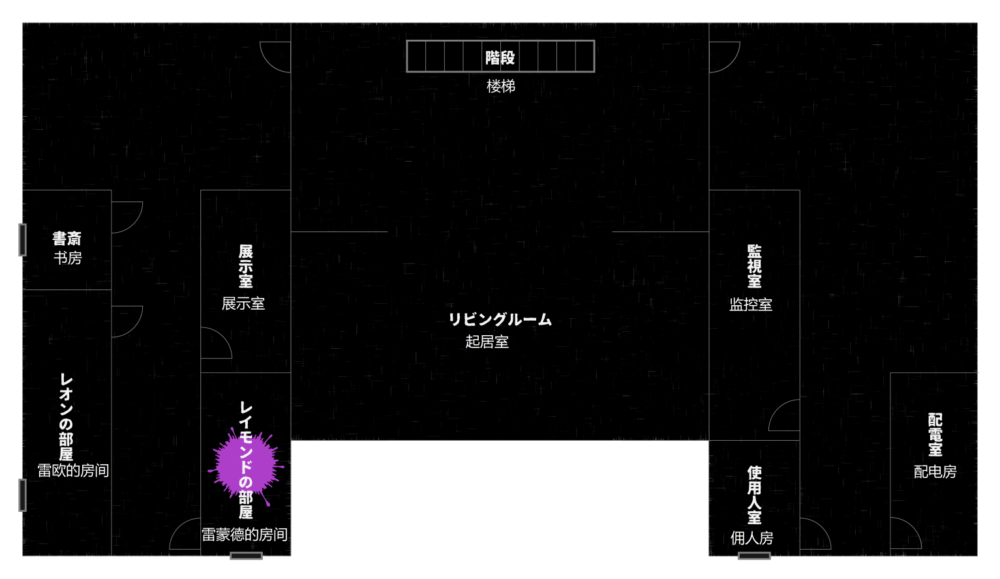 階段
楼梯
書斎
书房
展示室
展示室
監視室
监控室
リビングルーム
起居室
レオンの部屋
雷欧的房间
レイモンドの部屋
雷蒙德的房间
使用人室
佣人房
配電室
配电房